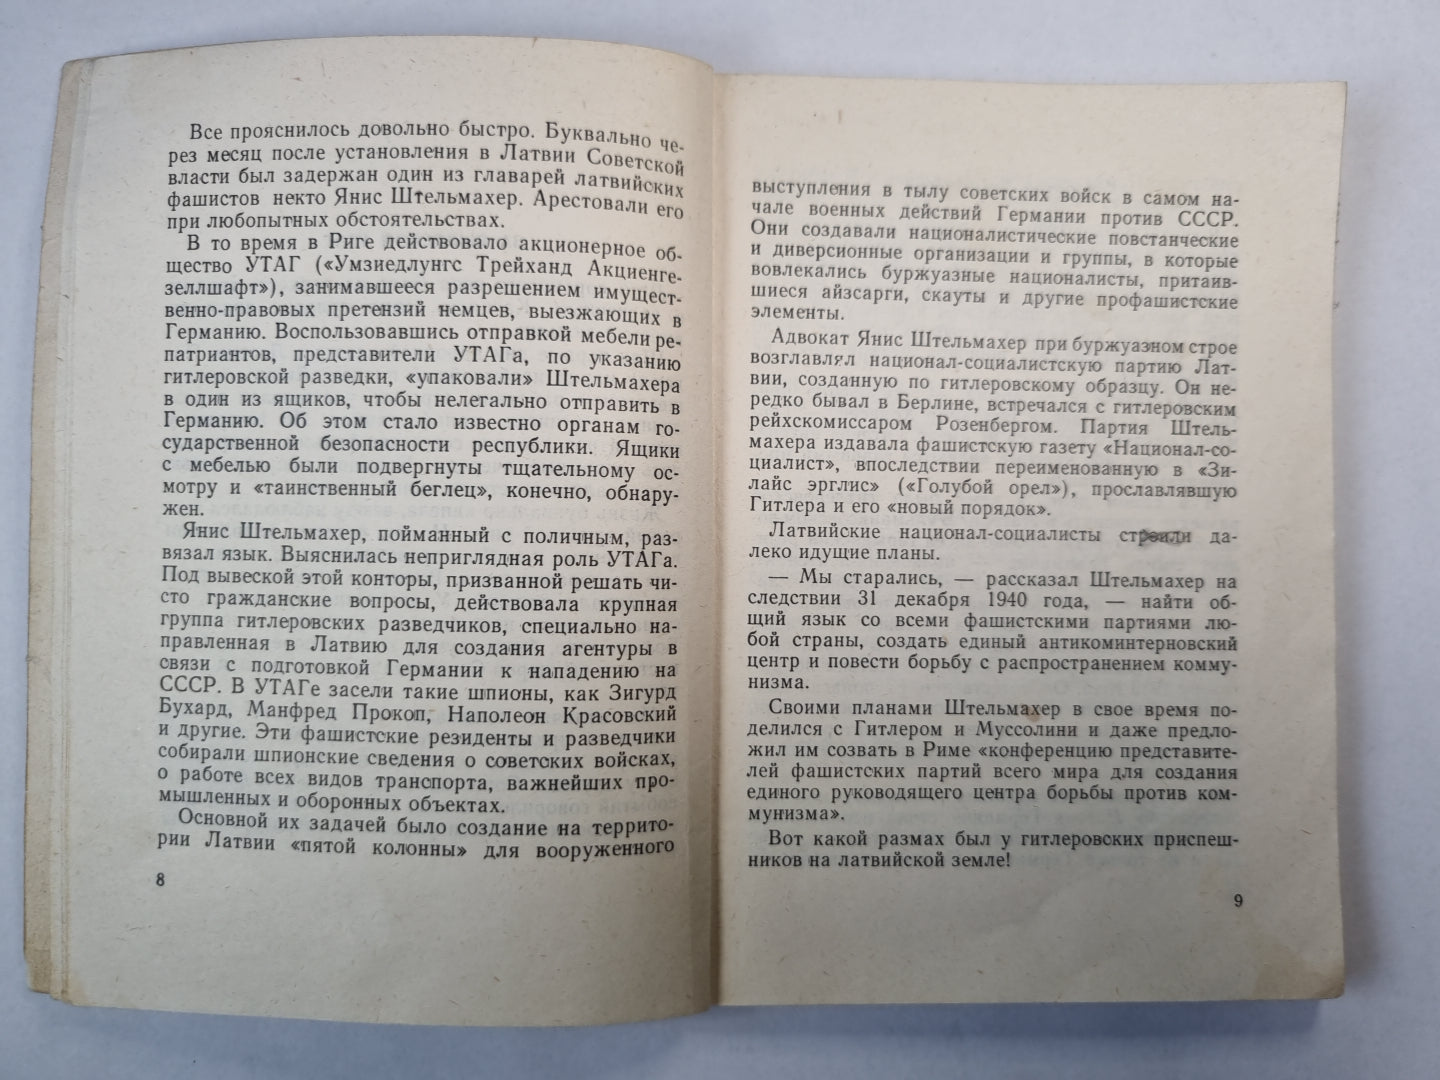 Все прояснилось довольно быстро. Буквально че-
рез месяц после установления в Латвии Советской
власти был задержан один из главарей латвийских
фашистов некто Янис Штельмахер. Арестовали его
при любопытных обстоятельствах.
В то время в Риге действовало акционерное об-
щество УТАГ («Умзиедлунгс Трейханд Акциенге-
зеллшафт»), занимавшееся разрешением имущест-
венно-правовых претензий немцев, выезжающих в
Германию. Воспользовавшись отправкой мебели ре-
патриантов, представители УТАГа, по указанию
гитлеровской разведки, «упаковали» Штельмахера
в один из ящиков, чтобы нелегально отправить в
Германию. Об этом стало известно органам го-
сударственной безопасности республики. Ящики
с мебелью были подвергнуты тщательному ос-
мотру и «таинственный беглец», конечно, обнару-
жен.
Янис Штельмахер, пойманный с поличным, раз-
вязал язык. Выяснилась неприглядная роль УТАГа.
Под вывеской этой конторы, призванной решать чи-
сто гражданские вопросы, действовала крупная
группа гитлеровских разведчиков, специально на-
правленная в Латвию для создания агентуры в
связи с подготовкой Германии к нападению на
СССР. В УТАГе засели такие шпионы, как Зигурд
Бухард, Манфред Прокоп, Наполеон Красовский
и другие. Эти фашистские резиденты и разведчики
собирали шпионские сведения о советских войсках,
о работе всех видов транспорта, важнейших про-
мышленных и оборонных объектах.
Основной их задачей было создание на террито-
рии Латвии «пятой колонны» для вооруженного
8
выступления в тылу советских войск в самом на-
чале военных действий Германии против СССР.
Они создавали националистические повстанческие
и диверсионные организации и группы, в которые
вовлекались буржуазные националисты, притаив-
шиеся айзсарги, скауты и другие профашистские
элементы.
Адвокат Янис Штельмахер при буржуазном строе
возглавлял национал-социалистскую партию Лат-
вии, созданную по гитлеровскому образцу. Он не-
редко бывал в Берлине, встречался с гитлеровским
рейхскомиссаром Розенбергом. Партия Штель-
махера издавала фашистскую газету «Национал-со-
циалист», впоследствии переименованную в «Зи-
лайс эрглис» («Голубой орел»), прославлявшую
Гитлера и его «новый порядок».
Латвийские национал-социалисты строили да-
леко идущие планы.
— Мы старались, — рассказал Штельмахер на
следствии 31 декабря 1940 года, — найти об-
щий язык со всеми фашистскими партиями лю-
бой страны, создать единый антикоминтерновский
центр и повести борьбу с распространением комму-
низма.
Своими планами Штельмахер в свое время по-
делился с Гитлером и Муссолини и даже предло-
жил им созвать в Риме «конференцию представите-
лей фашистских партий всего мира для создания
единого руководящего центра борьбы против ком-
мунизма».
Вот какой размах был у гитлеровских приспеш-
ников на латвийской земле!
9